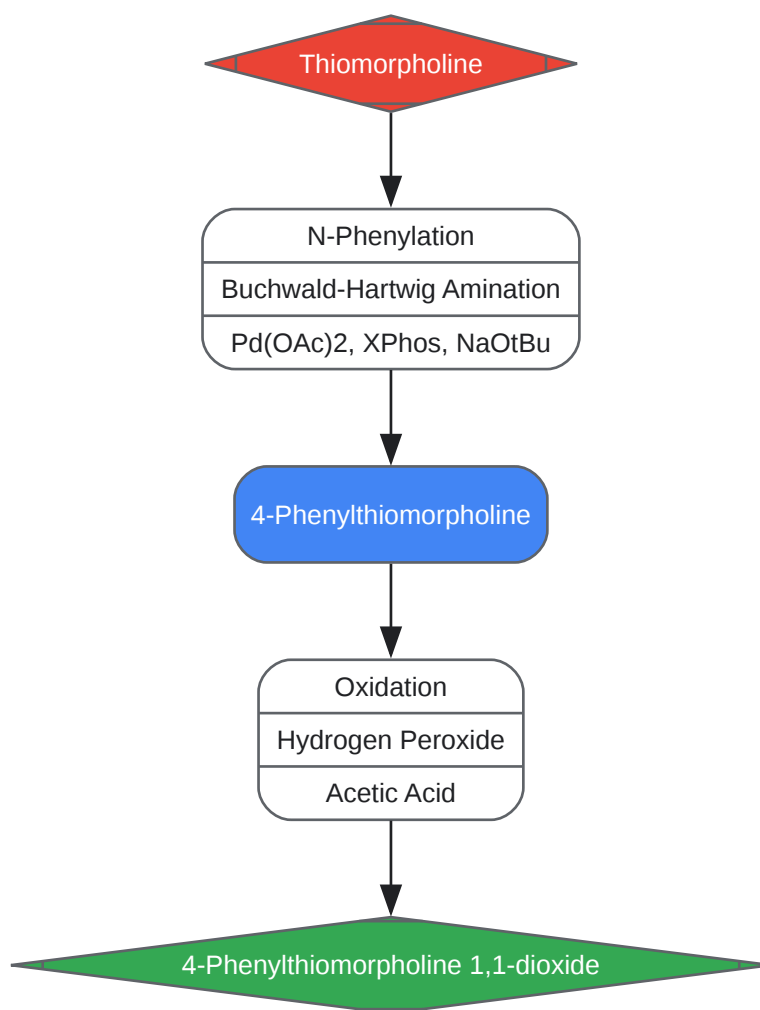 Thiomorpholine
N-Phenylation
Buchwald-Hartwig Amination
Pd(OAc)2, XPhos, NaOtBu
4-Phenylthiomorpholine
Oxidation
Hydrogen Peroxide
Acetic Acid
4-Phenylthiomorpholine 1,1-dioxide